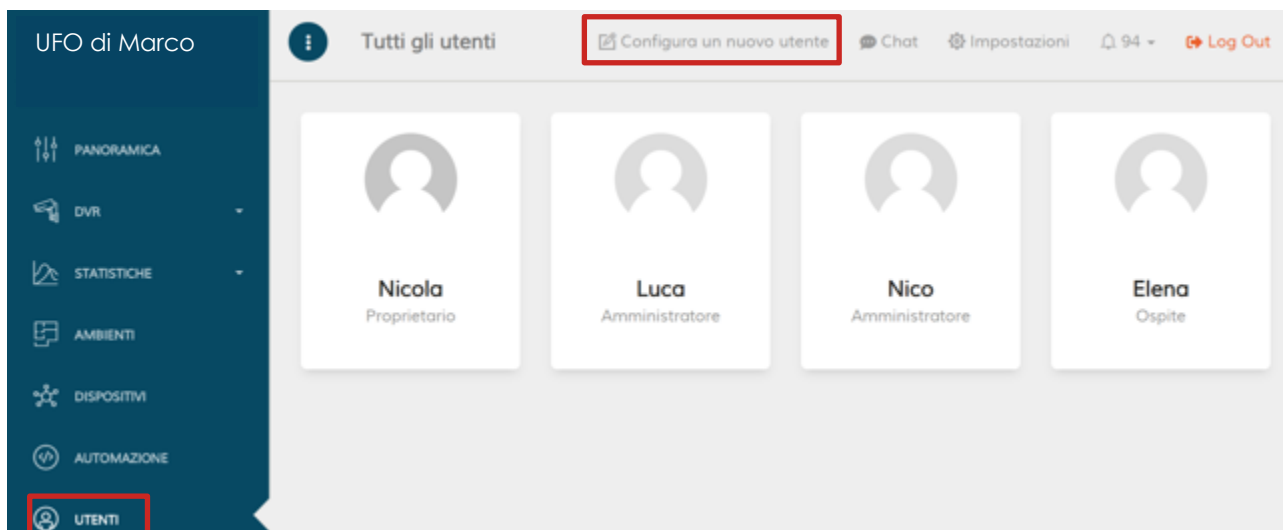 UFO di Marco
Tutti gli utenti
Configura un nuovo utente
Chat
Impostazioni
94
Log Out
PANORAMICA
DVR
STATISTICHE
AMBIENTI
DISPOSITIVI
AUTOMAZIONE
UTENTI
Nicola
Proprietario
Luca
Amministratore
Nico
Amministratore
Elena
Ospite